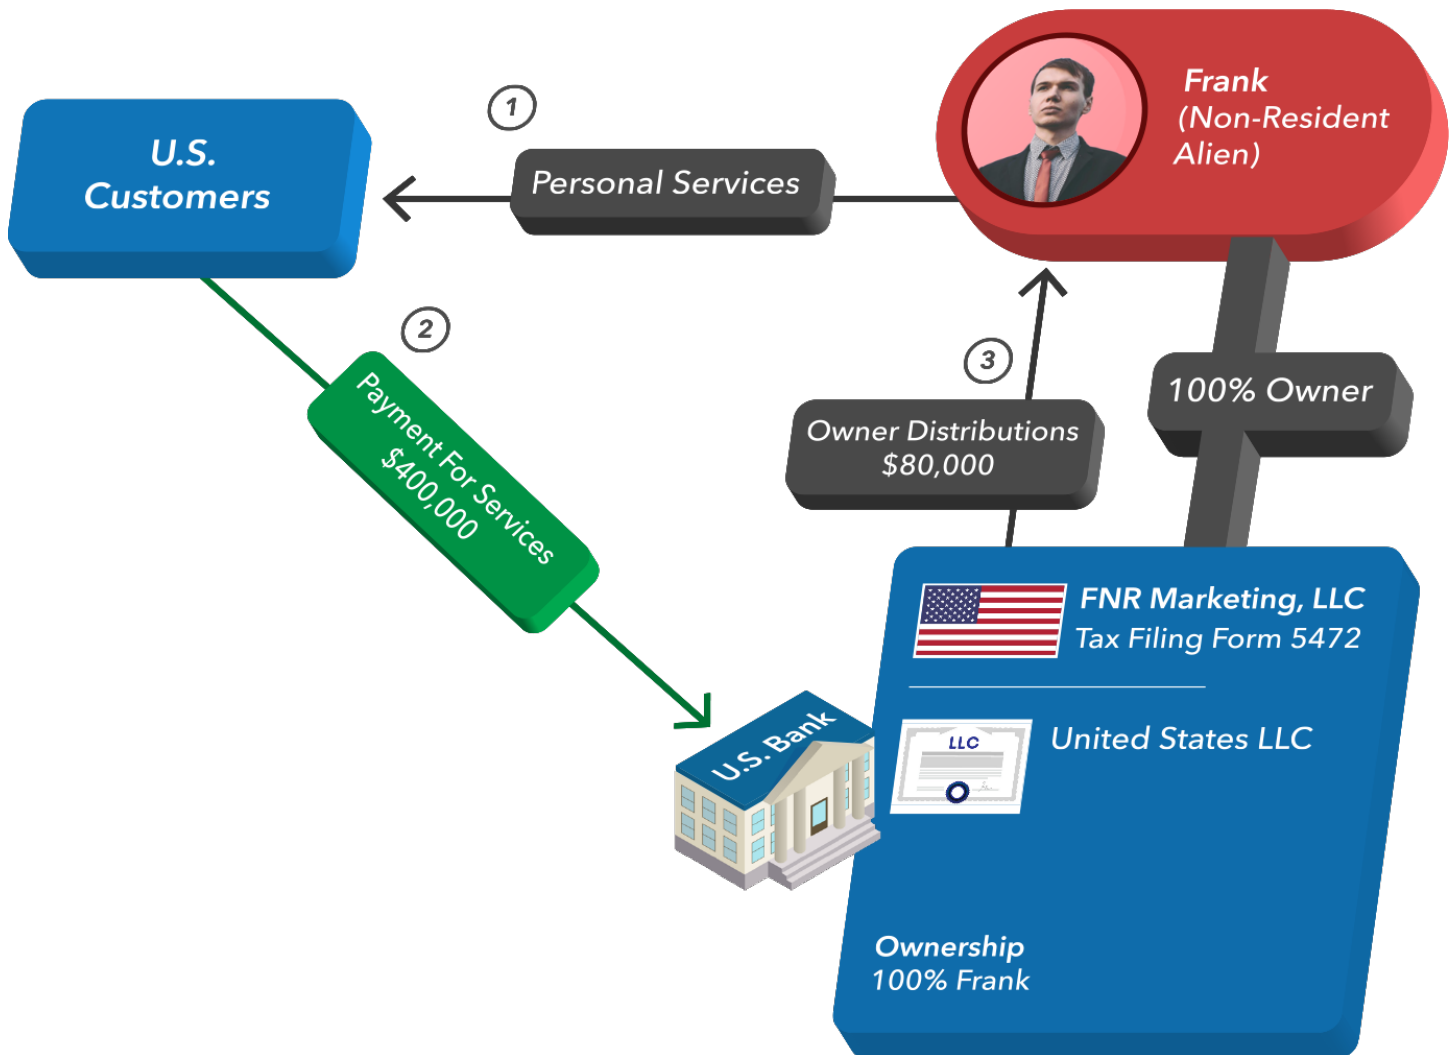 1
U.S.
Customers
Personal Services
Frank
(Non-Resident
Alien)
2
Payment For Services
$400,000
3
Owner Distributions
$80,000
100% Owner
FNR Marketing, LLC
Tax Filing Form 5472
U.S. Bank
LLC
United States LLC
Ownership
100% Frank